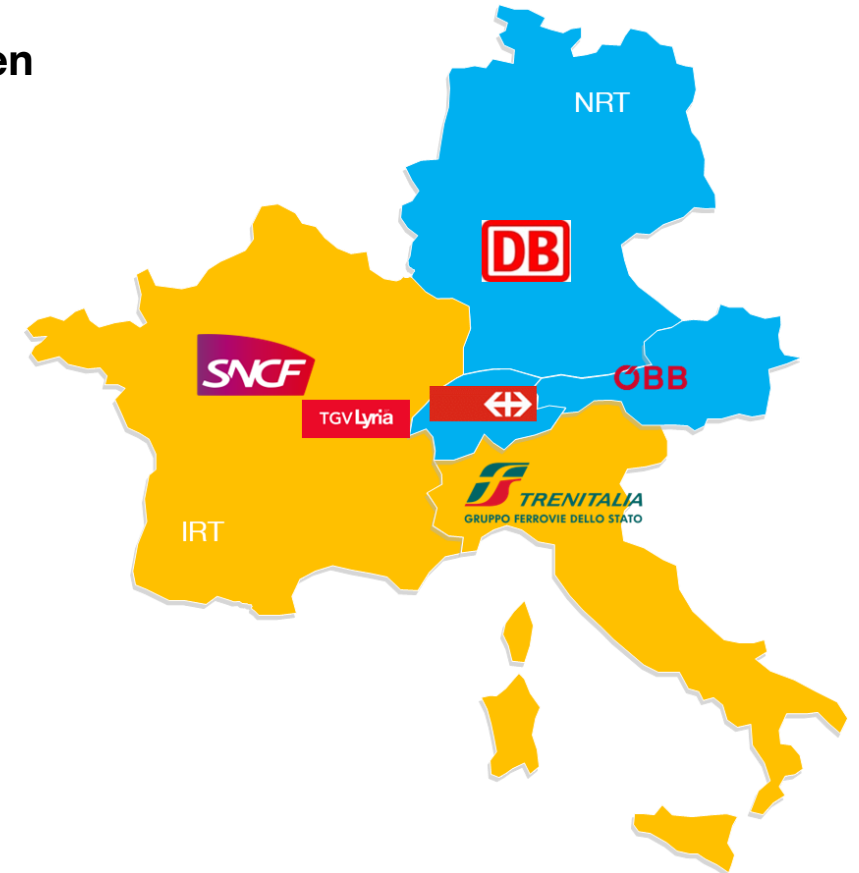 en
NRT
DB
SNCF
ÖBB
TGV Lyria
TRENITALIA
GRUPPO FERROVIE DELLO STATO
IRT